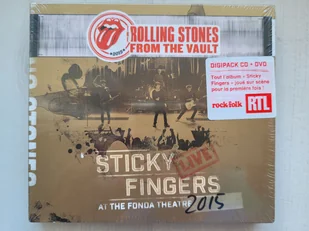 ROLLING STONES
FROM THE VAULT
DIGIPACK CD + DVD
Tout l'album « Sticky
Fingers » joué sur scène
pour la première fois !
rock&folk RTL
STICKY
LIVE
FINGERS
AT THE FONDA THEATRE
2015